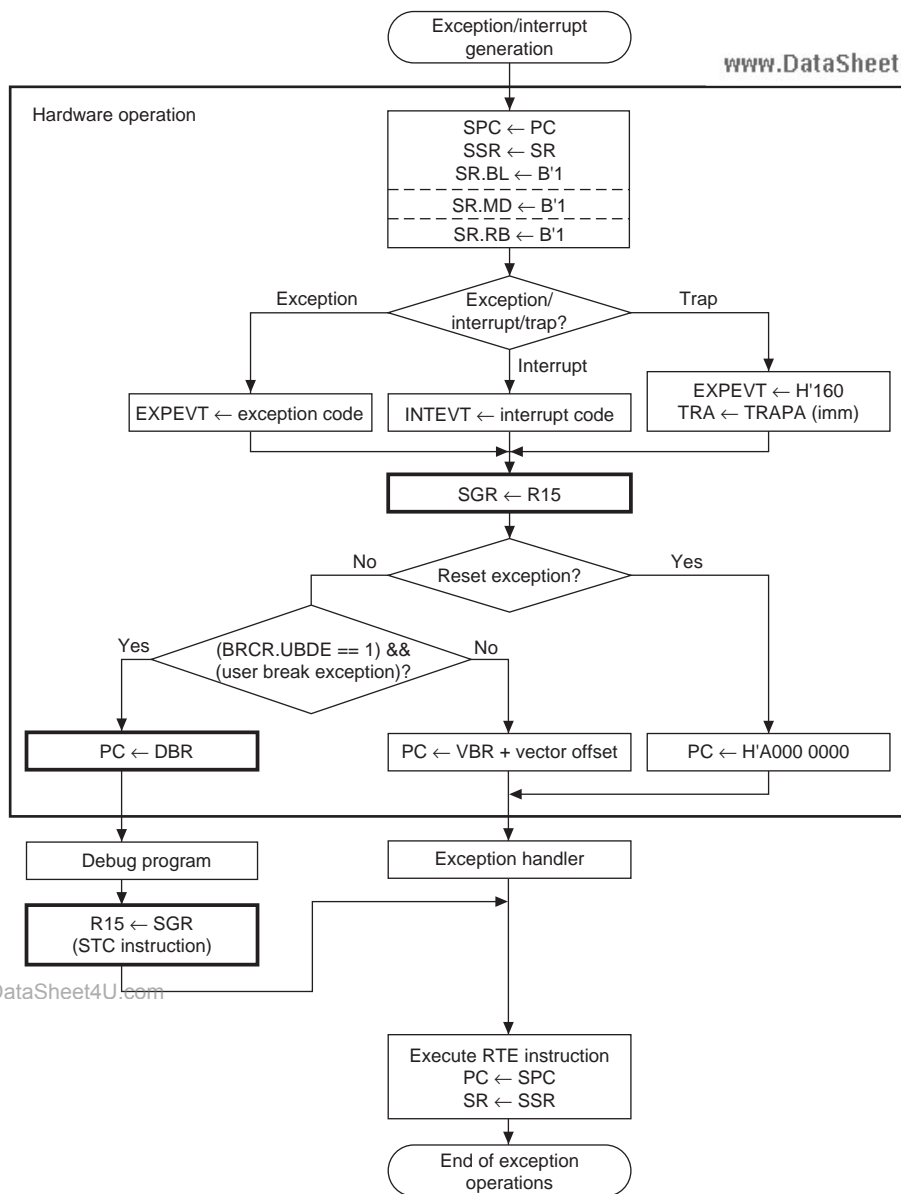 Exception/interrupt
generation
www.DataSheet
Hardware operation
SPC ← PC
SSR ← SR
SR.BL ← B'1
SR.MD ← B'1
SR.RB ← B'1
Exception
Exception/
interrupt/trap?
Trap
Interrupt
EXPEVT ← exception code
INTEVT ← interrupt code
EXPEVT ← H'160
TRA ← TRAPA (imm)
SGR ← R15
No
Reset exception?
Yes
Yes
(BRCR.UBDE == 1) &&
(user break exception)?
No
PC ← DBR
PC ← VBR + vector offset
PC ← H'A000 0000
Debug program
Exception handler
R15 ← SGR
(STC instruction)
DataSheet4U.com
Execute RTE instruction
PC ← SPC
SR ← SSR
End of exception
operations